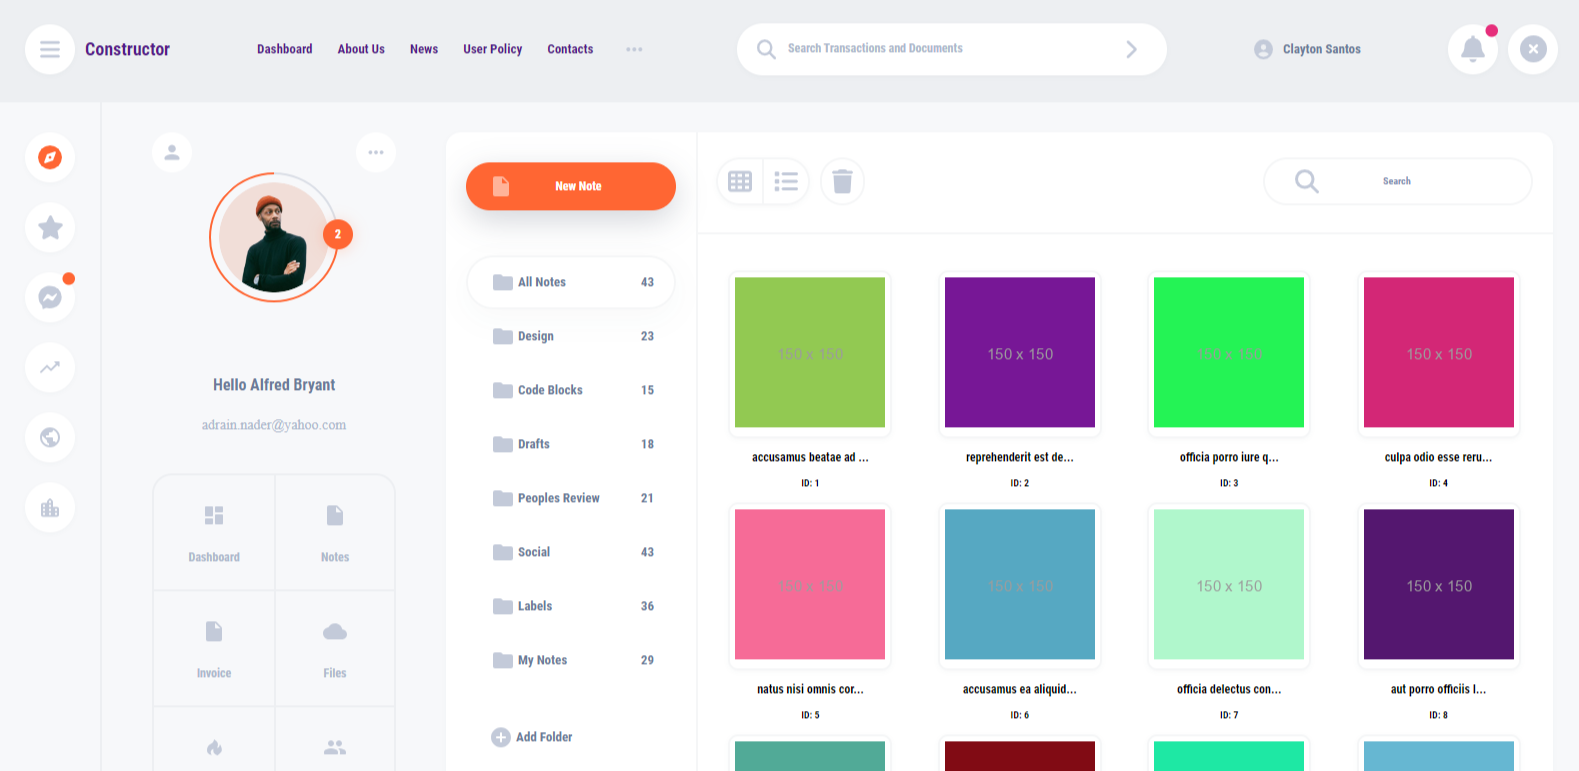 Constructor
Dashboard
About Us
News
User Policy
Contacts
Search Transactions and Documents
Clayton Santos
2
Hello Alfred Bryant
adrain.nader@yahoo.com
Dashboard
Notes
Invoice
Files
New Note
All Notes 43
Design 23
Code Blocks 15
Drafts 18
Peoples Review 21
Social 43
Labels 36
My Notes 29
Add Folder
Search
150 x 150
150 x 150
150 x 150
150 x 150
accusamus beatae ad ...
reprehenderit est de...
officia porro iure q...
culpa odio esse reru...
ID: 1
ID: 2
ID: 3
ID: 4
150 x 150
150 x 150
150 x 150
150 x 150
natus nisi omnis cor...
accusamus ea aliquid...
officia delectus con...
aut porro officiis l...
ID: 5
ID: 6
ID: 7
ID: 8